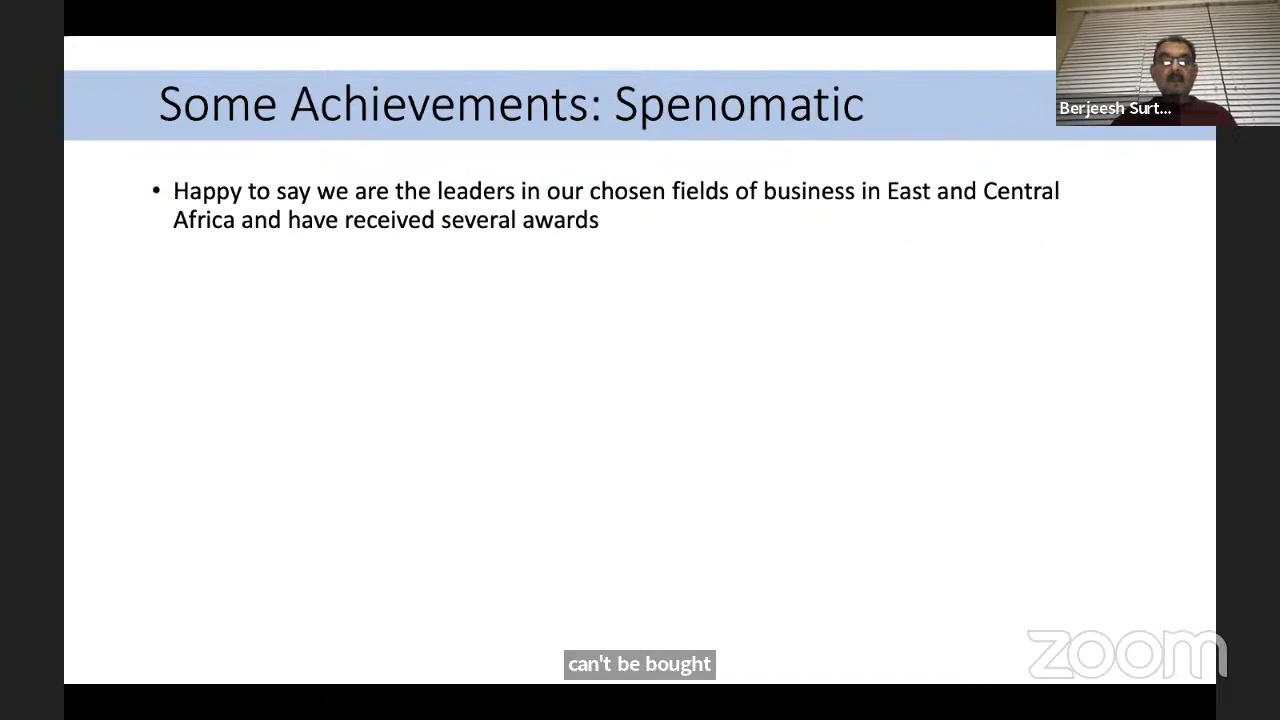 Some Achievements: Spenomatic
Berjeesh Surt...
• Happy to say we are the leaders in our chosen fields of business in East and Central
Africa and have received several awards
can't be bought
zoom